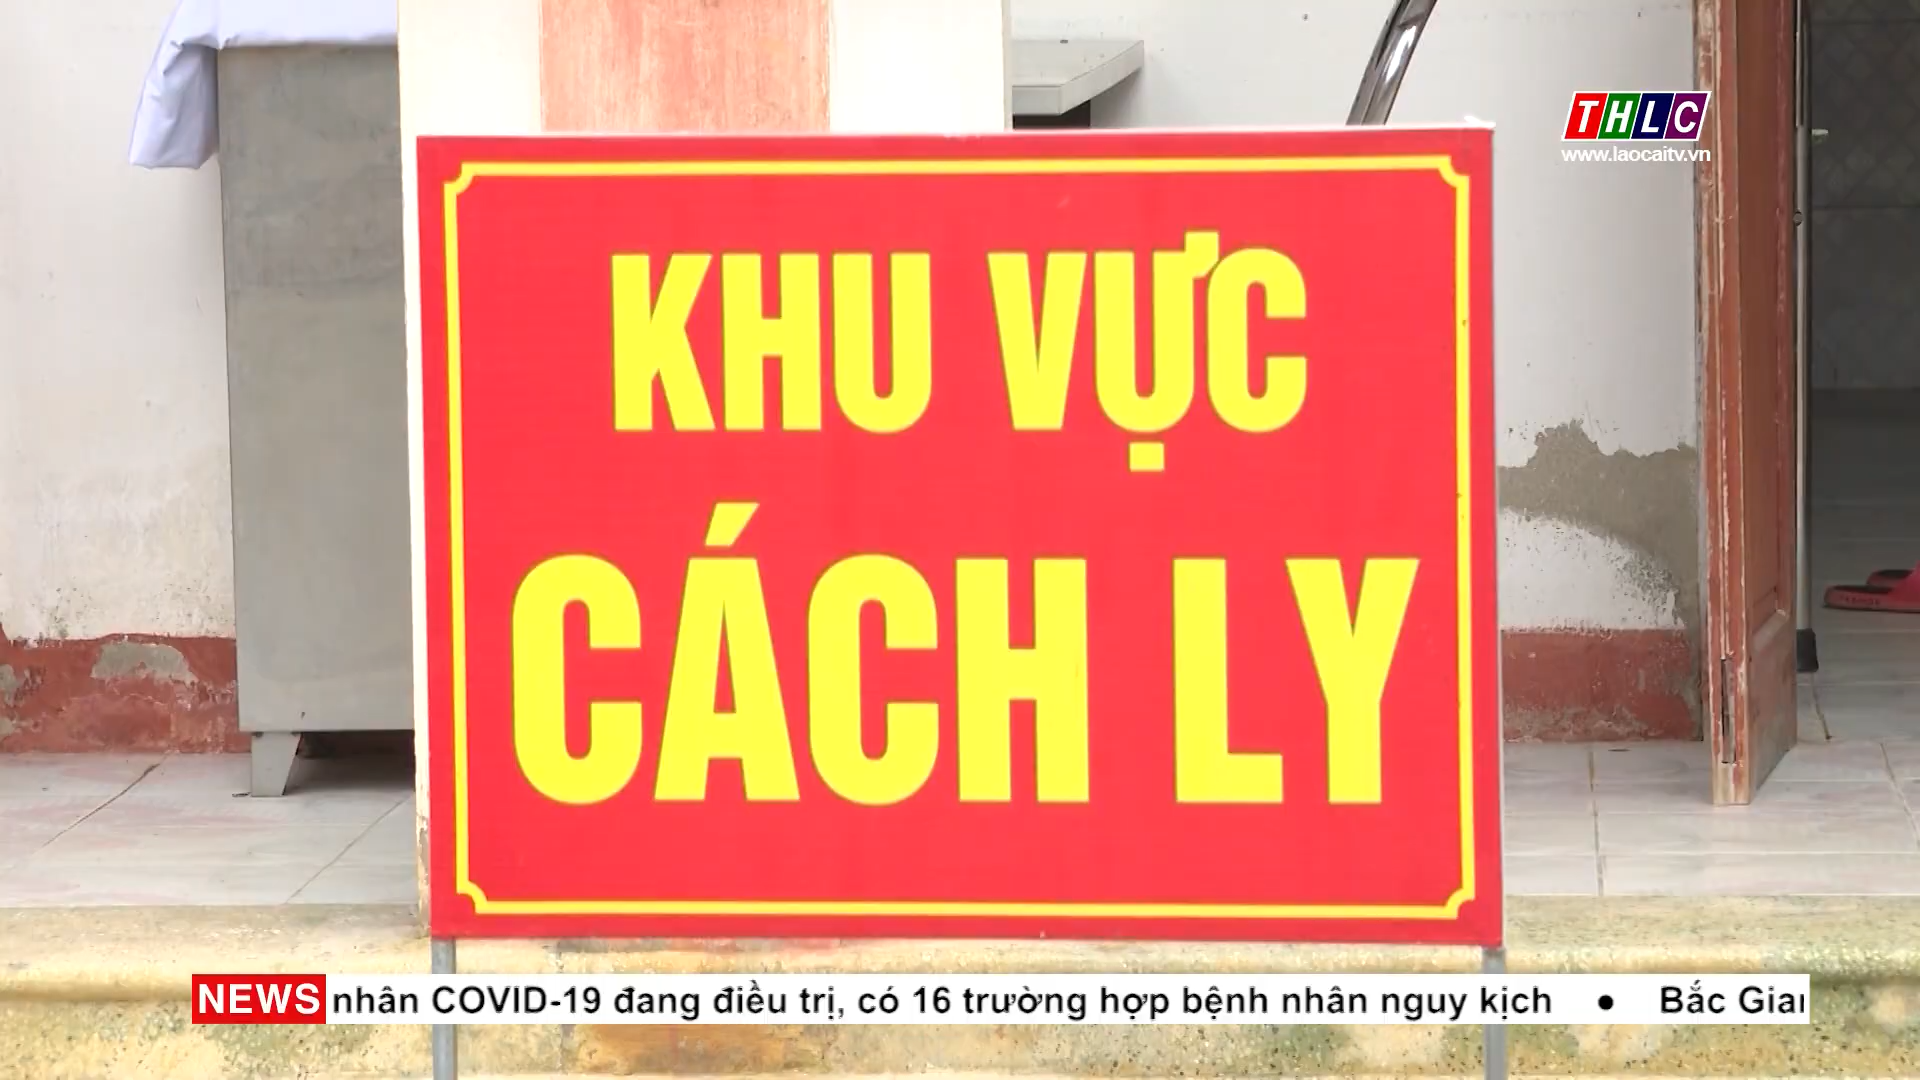 THLC
www.laocaitv.vn
KHU VỰC
CÁCH LY
NEWS nhân COVID-19 đang điều trị, có 16 trường hợp bệnh nhân nguy kịch • Bắc